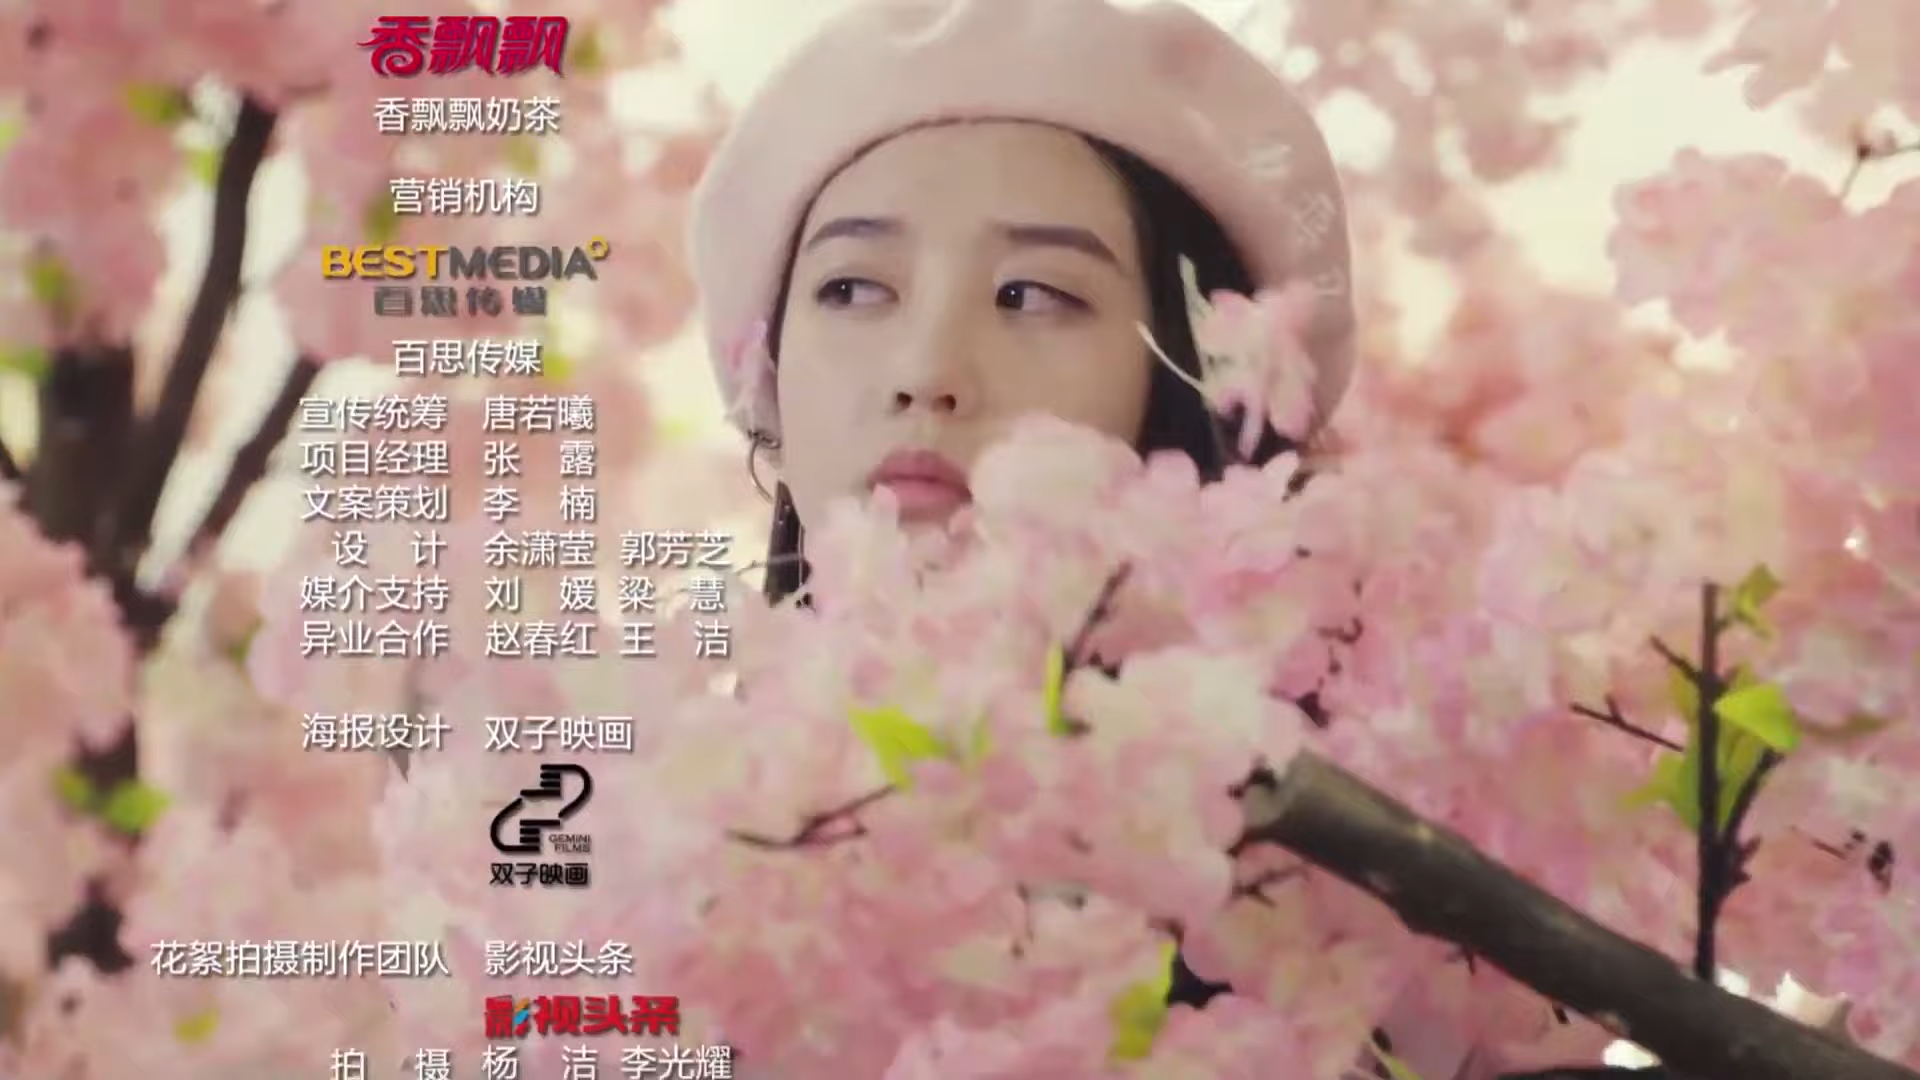 香飘飘
香飘飘奶茶
营销机构
BESTMEDIA
百思传媒
百思传媒
宣传统筹 唐若曦
项目经理 张 露
文案策划 李 楠
设 计 余潇莹 郭芳芝
媒介支持 刘 媛 梁 慧
异业合作 赵春红 王 洁
海报设计 双子映画
GEMINI
FILMS
双子映画
花絮拍摄制作团队 影视头条
影视头条
拍 摄 杨 洁 李光耀